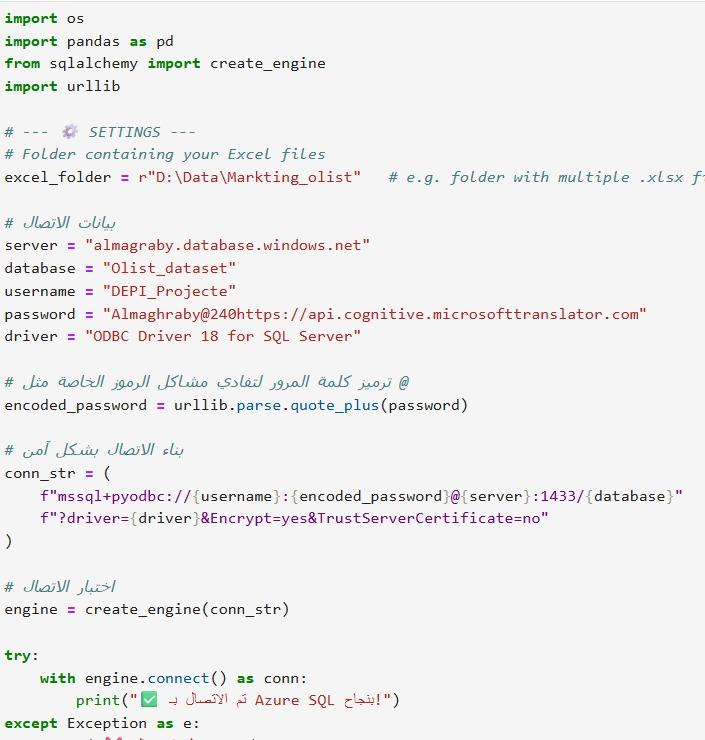 import os
import pandas as pd
from sqlalchemy import create_engine
import urllib
# --- ⚙️ SETTINGS ---
# Folder containing your Excel files
excel_folder = r"D:\Data\Markting_olist"   # e.g. folder with multiple .xlsx
# بيانات الاتصال
server = "almagraby.database.windows.net"
database = "Olist_dataset"
username = "DEPI_Projecte"
password = "Almaghraby@240https://api.cognitive.microsofttranslator.com"
driver = "ODBC Driver 18 for SQL Server"
# ترميز كلمة المرور لتفادي مشاكل الرموز الخاصة مثل @
encoded_password = urllib.parse.quote_plus(password)
# بناء الاتصال بشكل آمن
conn_str = (
    f"mssql+pyodbc://{username}:{encoded_password}@{server}:1433/{database}"
    f"?driver={driver}&Encrypt=yes&TrustServerCertificate=no"
)
# اختبار الاتصال
engine = create_engine(conn_str)
try:
    with engine.connect() as conn:
        print("✅ تم الاتصال بـ Azure SQL بنجاح!")
except Exception as e: